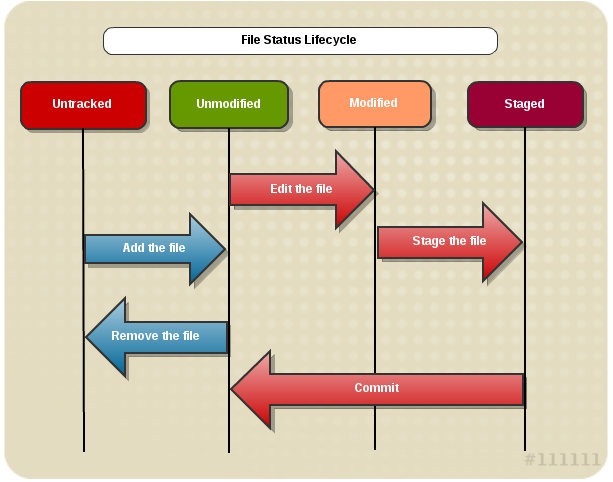 File Status Lifecycle
Untracked
Unmodified
Modified
Staged
Edit the file
Stage the file
Add the file
Remove the file
Commit
#111111